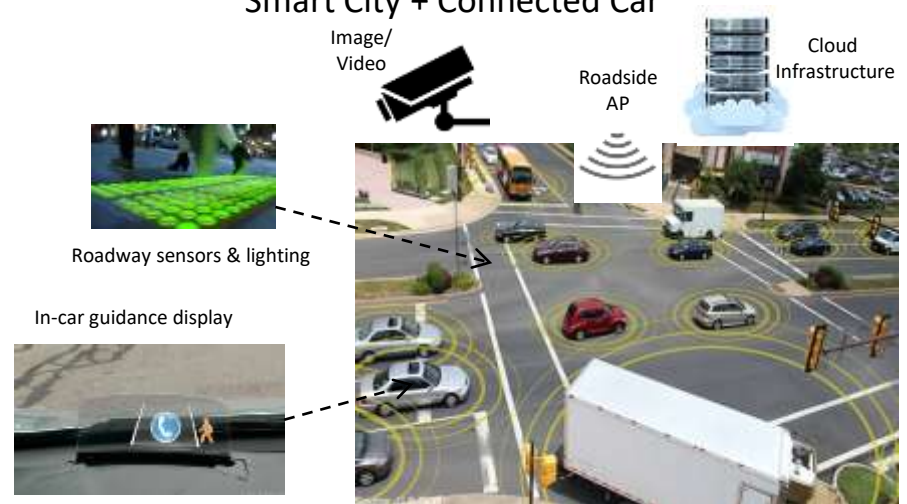 Smart City + Connected Car
Image/
Video
Roadside
AP
Cloud
Infrastructure
Roadway sensors & lighting
In-car guidance display